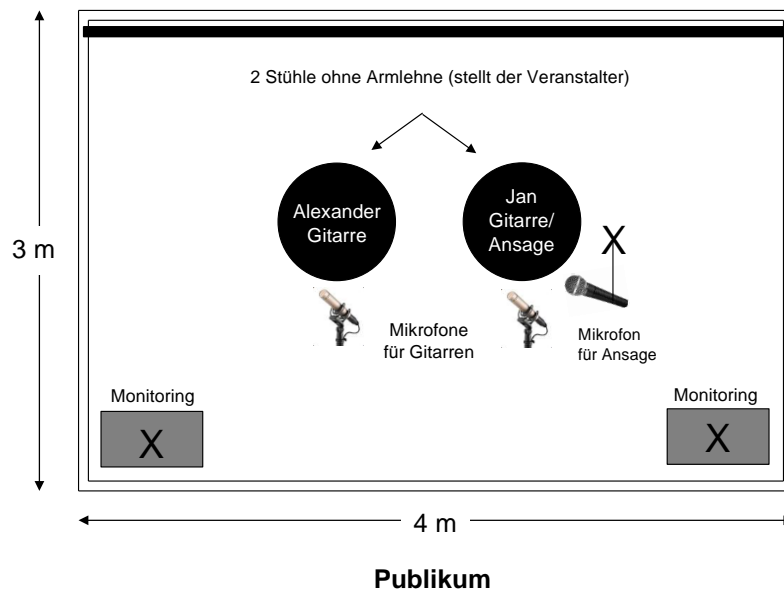 2 Stühle ohne Armlehne (stellt der Veranstalter)
Alexander
Gitarre
Jan
Gitarre/
Ansage
X
3 m
Mikrofone
für Gitarren
Mikrofon
für Ansage
Monitoring
X
Monitoring
X
4 m
Publikum